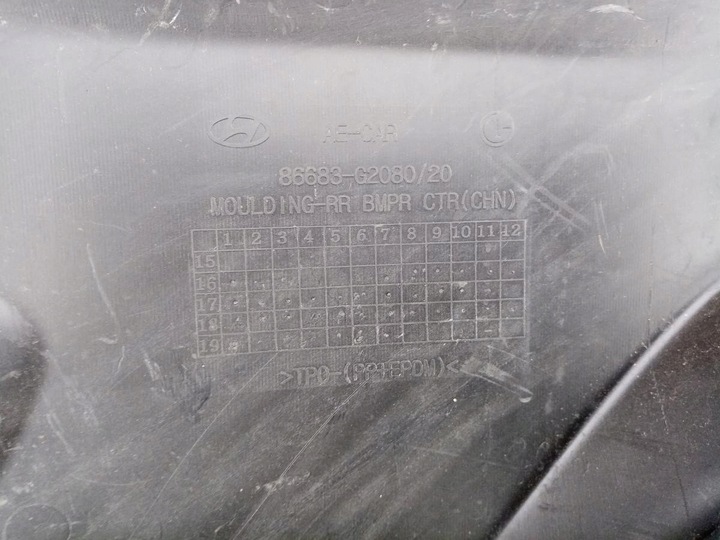 AE-CAR
86683-G2080/20
MOULDING-RR BMPR CTR(CHN)
1 2 3 4 5 6 7 8 9 10 11 12
15
16
17
18
19
>TPO-(PP+EPDM)<